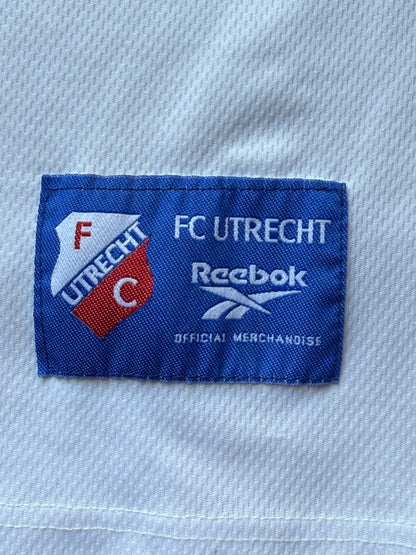 F
UTRECHT
C
FC UTRECHT
Reebok
OFFICIAL MERCHANDISE